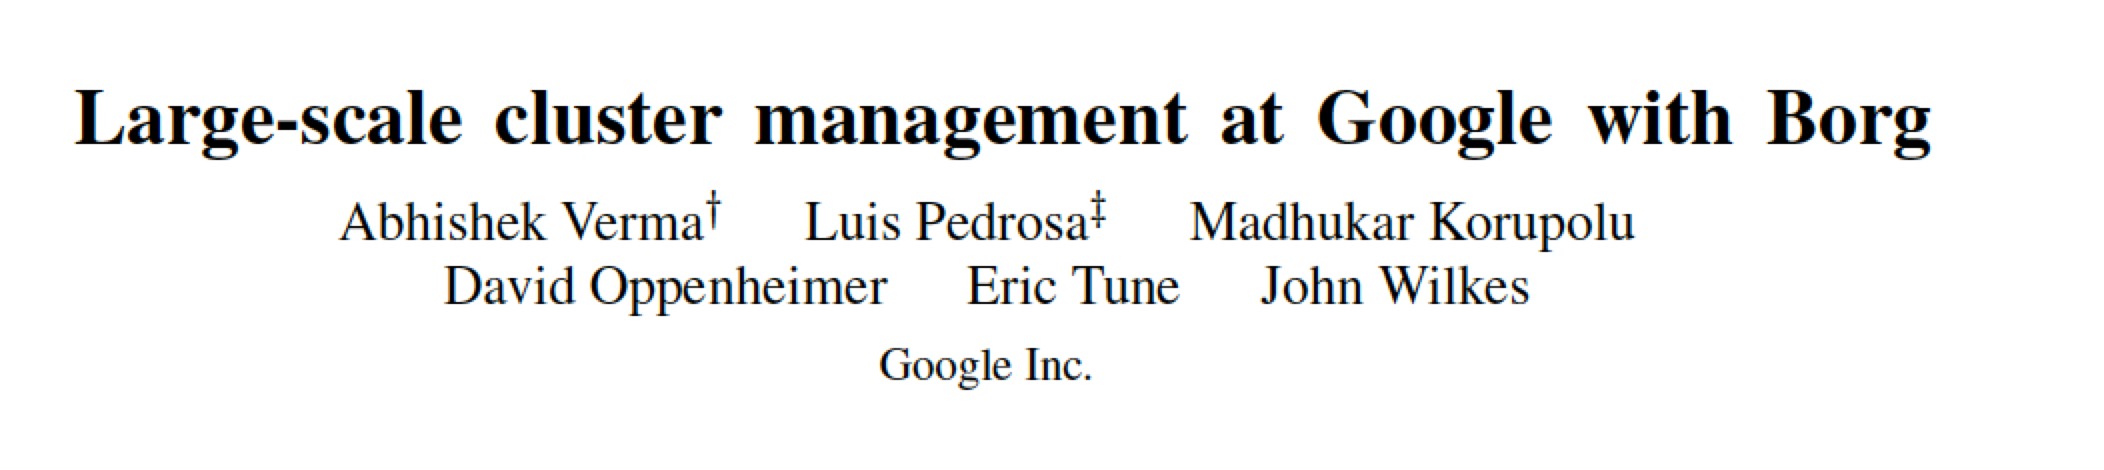 Large-scale cluster management at Google with Borg
Abhishek Verma† Luis Pedrosa‡ Madhukar Korupolu
David Oppenheimer Eric Tune John Wilkes
Google Inc.